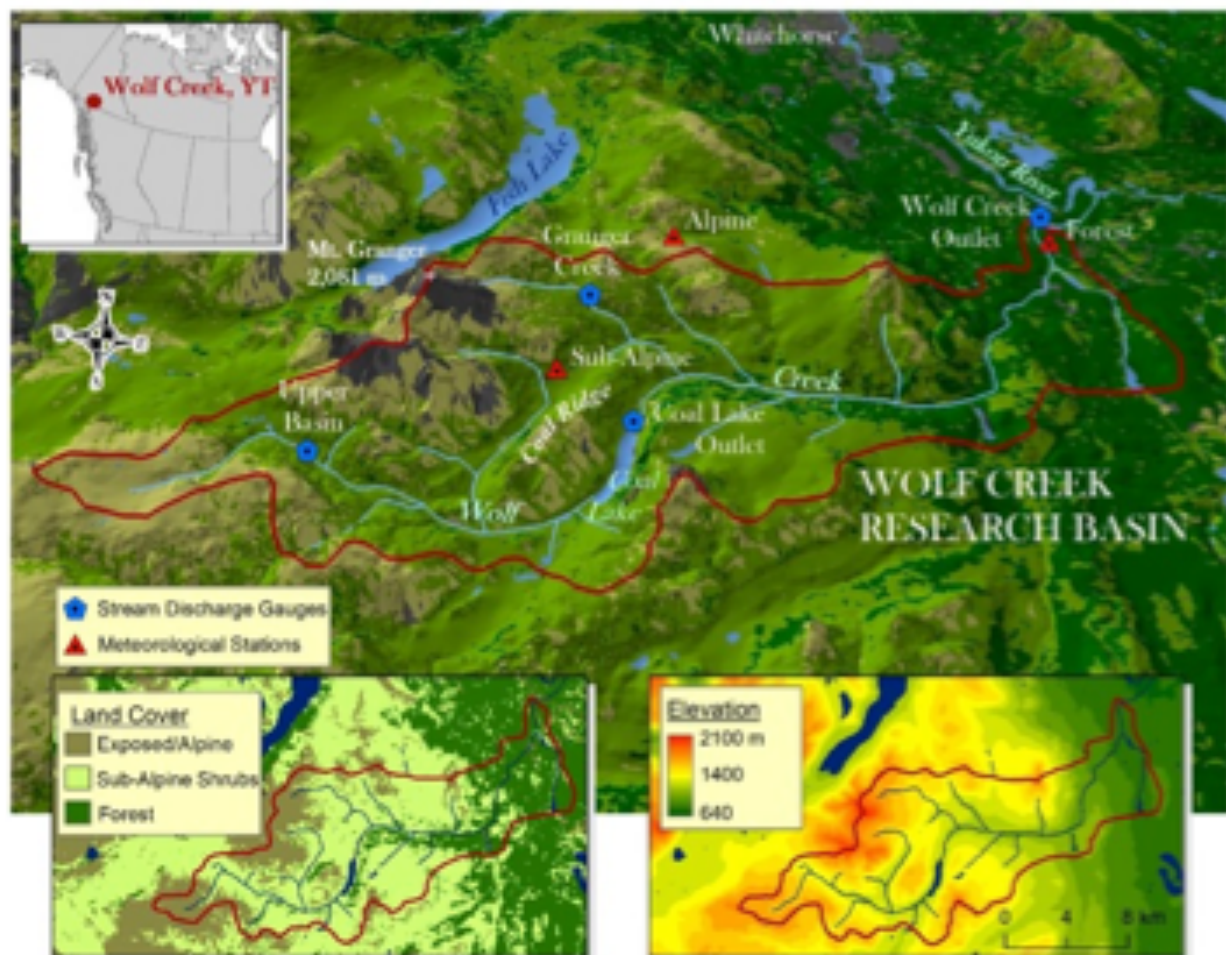 Wolf Creek, YT
Whitehorse
Yukon
River
Fish Lake
Wolf Creek
Outlet
Forest
Alpine
Granger
Creek
Mt. Granger
2,081 m
Sub-Alpine
Upper
Basin
Coal Ridge
Creek
Coal Lake
Outlet
Coal
Lake
Wolf
WOLF CREEK
RESEARCH BASIN
N
E
S
W
Stream Discharge Gauges
Meteorological Stations
Land Cover
Exposed/Alpine
Sub-Alpine Shrubs
Forest
Elevation
2100 m
1400
640
0 4 8 km